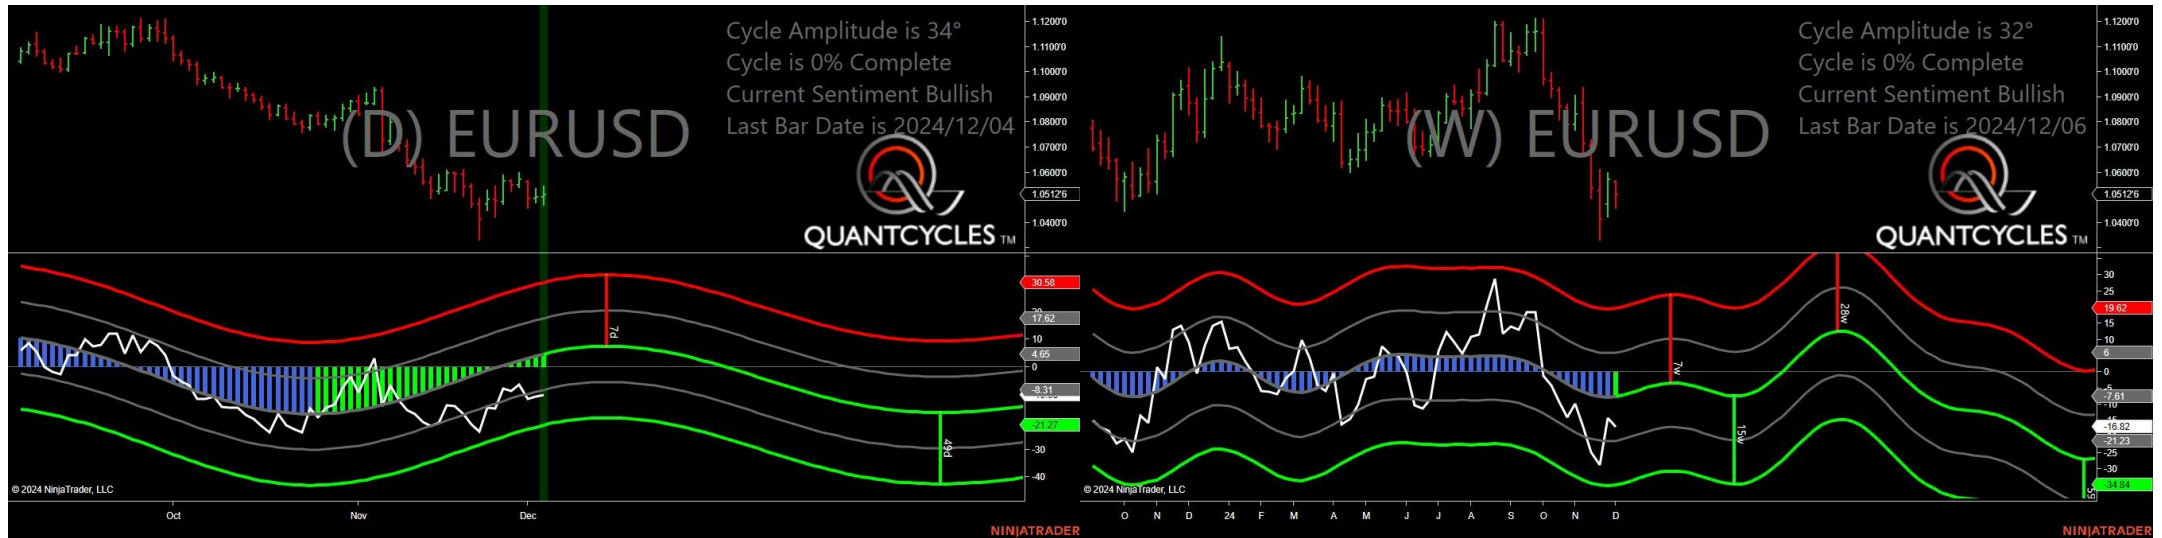 Cycle Amplitude is 34°
Cycle is 0% Complete
Current Sentiment Bullish
Last Bar Date is 2024/12/04
(D) EURUSD
QUANTCYCLES TM
1.1200'0
1.1100'0
1.1000'0
1.0900'0
1.0800'0
1.0700'0
1.0600'0
1.0512'6
1.0400'0
30.58
17.62
10
4.65
0
-8.31
-21.27
-30
-40
7d
49d
© 2024 NinjaTrader, LLC
Oct
Nov
Dec
NINJATRADER
Cycle Amplitude is 32°
Cycle is 0% Complete
Current Sentiment Bullish
Last Bar Date is 2024/12/06
(W) EURUSD
QUANTCYCLES TM
1.1200'0
1.1100'0
1.1000'0
1.0900'0
1.0800'0
1.0700'0
1.0600'0
1.0512'6
1.0400'0
30
25
19.62
15
10
6
0
-5
-7.61
-10
-16.82
-21.23
-25
-30
-34.84
7w
15w
28w
59
© 2024 NinjaTrader, LLC
O N D 24 F M A M J J A S O N D
NINJATRADER